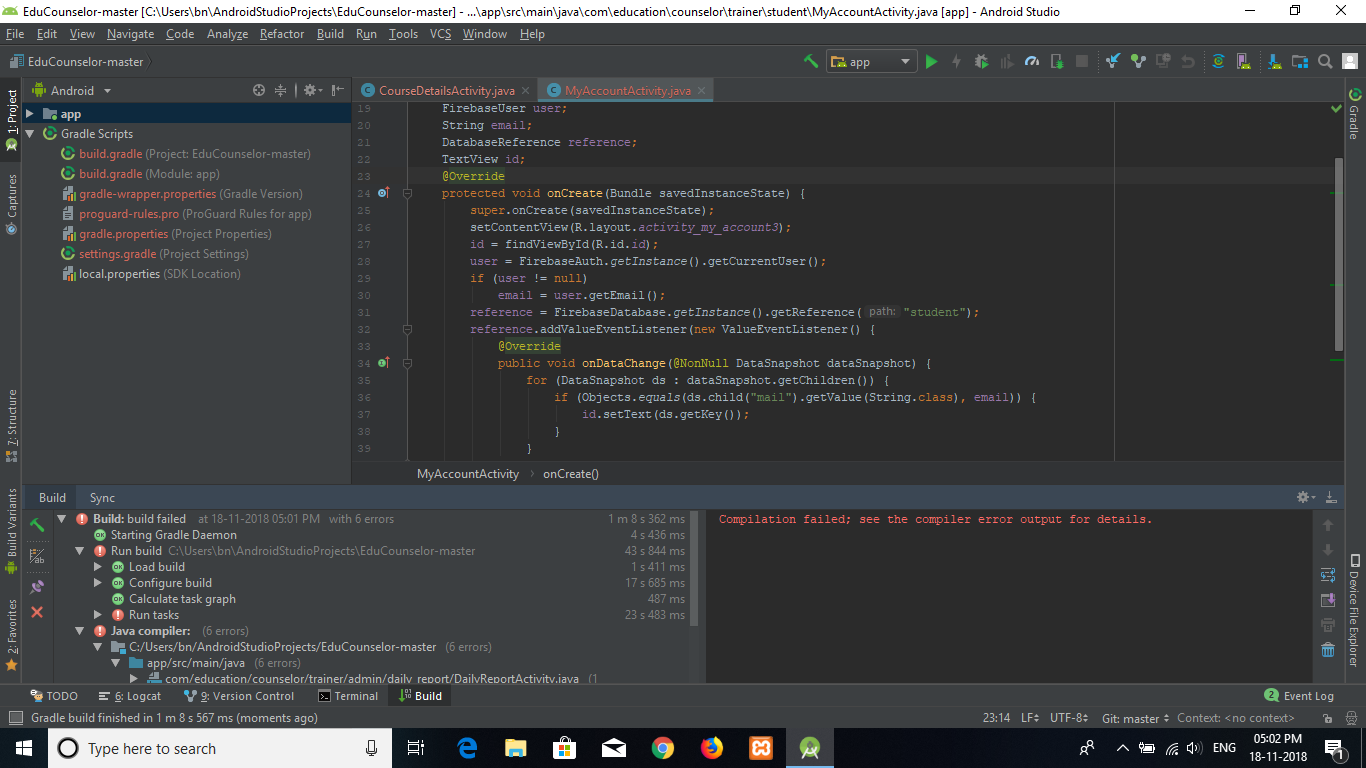 EduCounselor-master [C:\Users\bn\AndroidStudioProjects\EduCounselor-master] - ...\app\src\main\java\com\education\counselor\trainer\student\MyAccountActivity.java [app] - Android Studio
File Edit View Navigate Code Analyze Refactor Build Run Tools VCS Window Help
EduCounselor-master
app
1: Project
Captures
7: Structure
Build Variants
2: Favorites
Android
app
Gradle Scripts
build.gradle (Project: EduCounselor-master)
build.gradle (Module: app)
gradle-wrapper.properties (Gradle Version)
proguard-rules.pro (ProGuard Rules for app)
gradle.properties (Project Properties)
settings.gradle (Project Settings)
local.properties (SDK Location)
CourseDetailsActivity.java MyAccountActivity.java
19 FirebaseUser user;
20 String email;
21 DatabaseReference reference;
22 TextView id;
23 @Override
24 protected void onCreate(Bundle savedInstanceState) {
25 super.onCreate(savedInstanceState);
26 setContentView(R.layout.activity_my_account3);
27 id = findViewById(R.id.id);
28 user = FirebaseAuth.getInstance().getCurrentUser();
29 if (user != null)
30 email = user.getEmail();
31 reference = FirebaseDatabase.getInstance().getReference( path: "student");
32 reference.addValueEventListener(new ValueEventListener() {
33 @Override
34 public void onDataChange(@NonNull DataSnapshot dataSnapshot) {
35 for (DataSnapshot ds : dataSnapshot.getChildren()) {
36 if (Objects.equals(ds.child("mail").getValue(String.class), email)) {
37 id.setText(ds.getKey());
38 }
39 }
MyAccountActivity onCreate()
Gradle
Device File Explorer
Build Sync
Build: build failed at 18-11-2018 05:01 PM with 6 errors 1 m 8 s 362 ms
Starting Gradle Daemon 4 s 436 ms
Run build C:\Users\bn\AndroidStudioProjects\EduCounselor-master 43 s 844 ms
Load build 1 s 411 ms
Configure build 17 s 685 ms
Calculate task graph 487 ms
Run tasks 23 s 483 ms
Java compiler: (6 errors)
C:/Users/bn/AndroidStudioProjects/EduCounselor-master (6 errors)
app/src/main/java (6 errors)
com/education/counselor/trainer/admin/daily_report/DailyReportActivity.java (1
Compilation failed; see the compiler error output for details.
TODO 6: Logcat 9: Version Control Terminal Build 2 Event Log
Gradle build finished in 1 m 8 s 567 ms (moments ago) 23:14 LF UTF-8 Git: master Context: <no context>
Type here to search
ENG
05:02 PM
18-11-2018
1